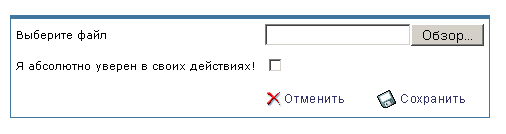 Выберите файл Обзор...
Я абсолютно уверен в своих действиях!
Отменить Сохранить